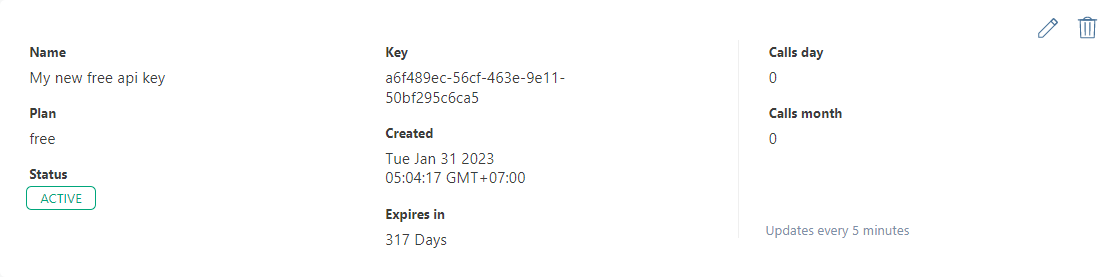 Name
My new free api key
Plan
free
Status
ACTIVE
Key
a6f489ec-56cf-463e-9e11-
50bf295c6ca5
Created
Tue Jan 31 2023
05:04:17 GMT+07:00
Expires in
317 Days
Calls day
0
Calls month
0
Updates every 5 minutes